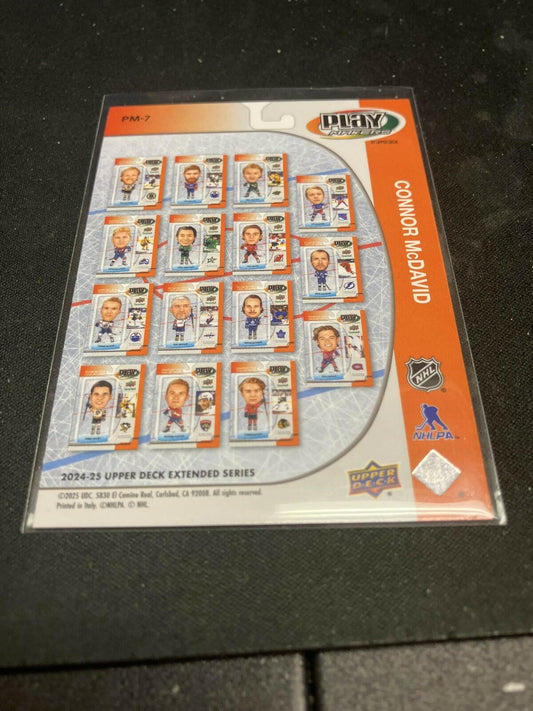 PM-7
PLAY
MAKERS
CONNOR McDAVID
NHL
NHLPA
UPPER
D·E·C·K
2024-25 UPPER DECK EXTENDED SERIES
©2025 UDC. 5830 El Camino Real, Carlsbad, CA 92008. All rights reserved.
Printed in Italy. ©NHLPA. © NHL.